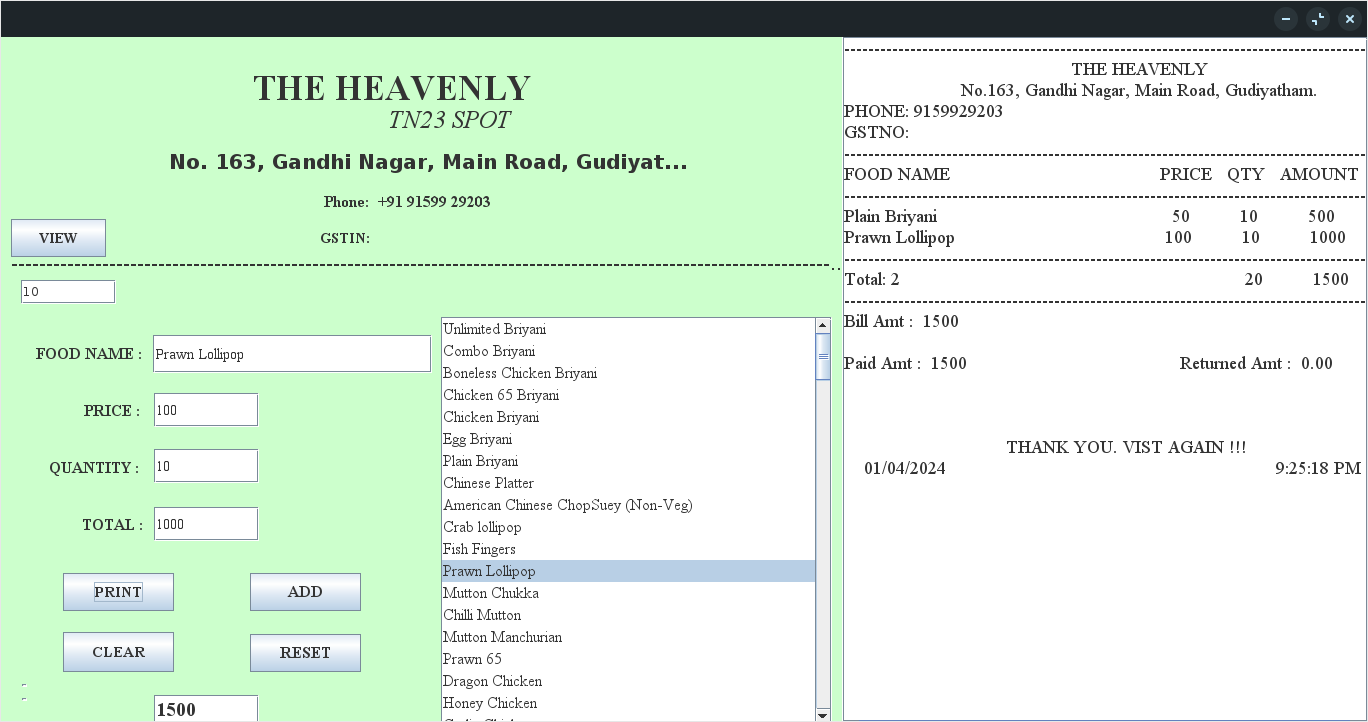 THE HEAVENLY
TN23 SPOT
No. 163, Gandhi Nagar, Main Road, Gudiyat...
Phone: +91 91599 29203
VIEW
GSTIN:
10
FOOD NAME : Prawn Lollipop
PRICE : 100
QUANTITY : 10
TOTAL : 1000
PRINT ADD
CLEAR RESET
1500
Unlimited Briyani
Combo Briyani
Boneless Chicken Briyani
Chicken 65 Briyani
Chicken Briyani
Egg Briyani
Plain Briyani
Chinese Platter
American Chinese ChopSuey (Non-Veg)
Crab lollipop
Fish Fingers
Prawn Lollipop
Mutton Chukka
Chilli Mutton
Mutton Manchurian
Prawn 65
Dragon Chicken
Honey Chicken
THE HEAVENLY
No.163, Gandhi Nagar, Main Road, Gudiyatham.
PHONE: 9159929203
GSTNO:
FOOD NAME PRICE QTY AMOUNT
Plain Briyani 50 10 500
Prawn Lollipop 100 10 1000
Total: 2 20 1500
Bill Amt : 1500
Paid Amt : 1500 Returned Amt : 0.00
THANK YOU. VIST AGAIN !!!
01/04/2024 9:25:18 PM